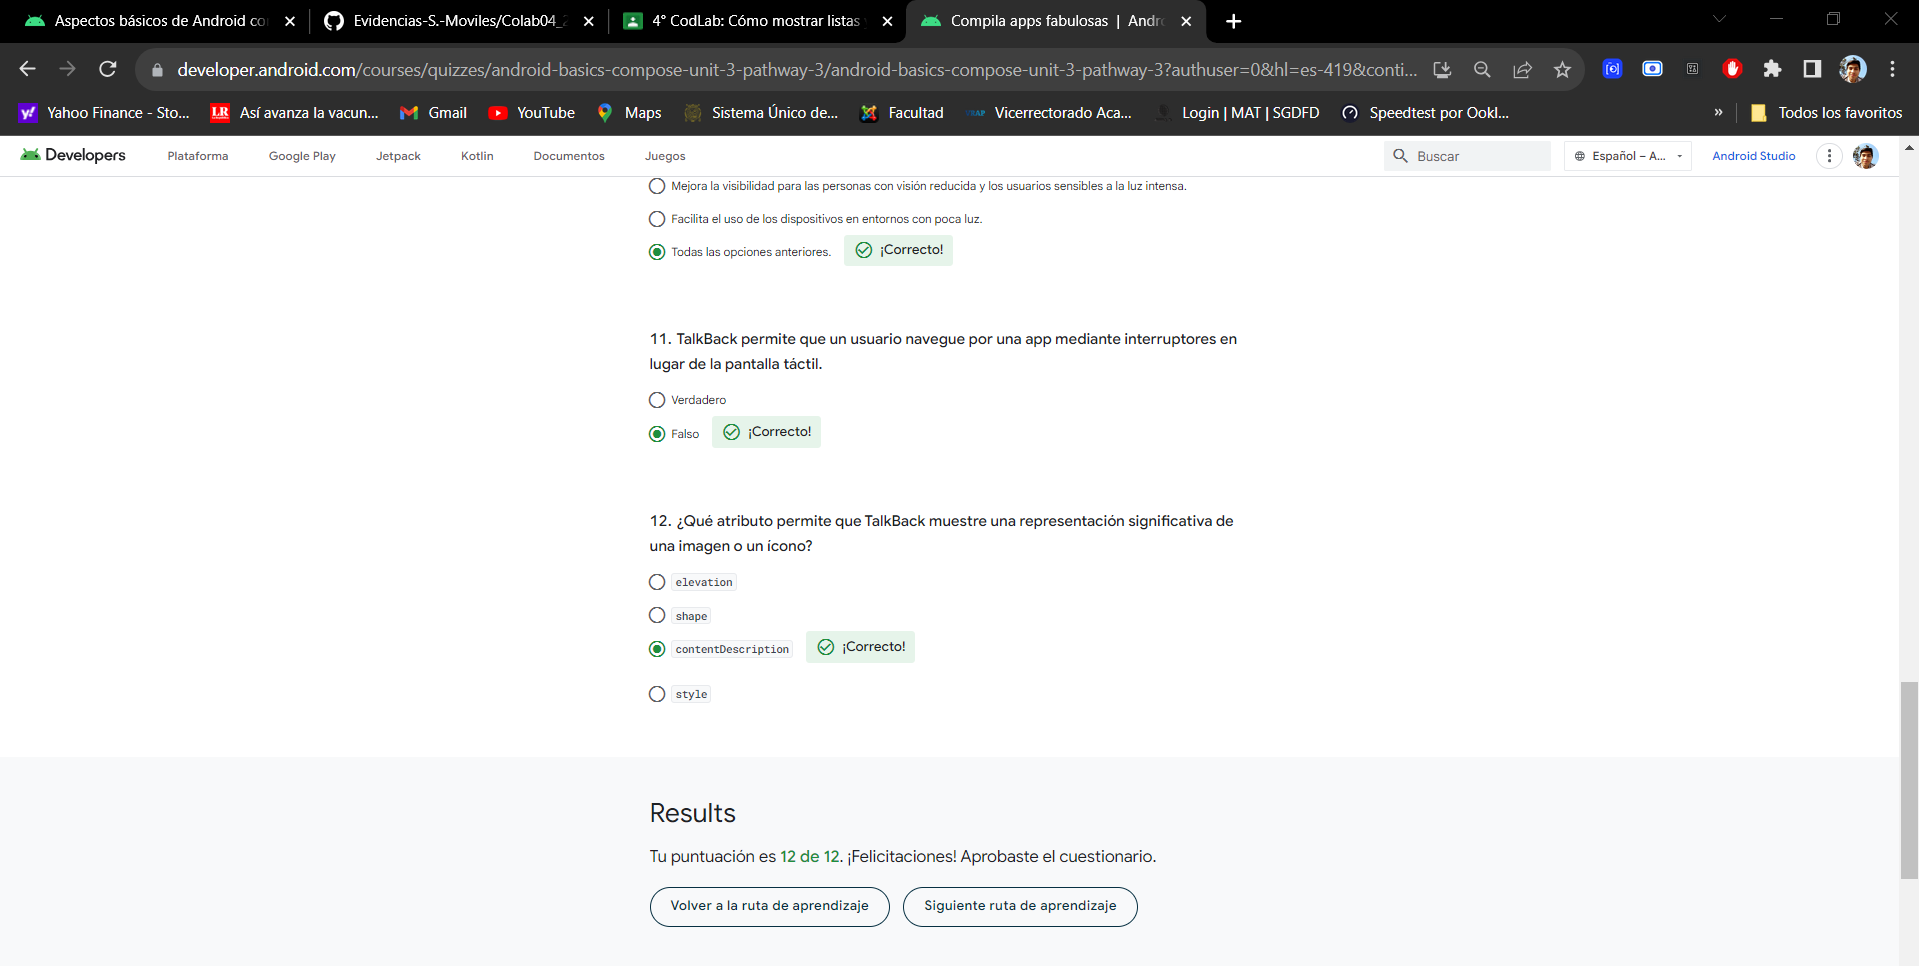 Aspectos básicos de Android co
Evidencias-S.-Moviles/Colab04_2
4° CodLab: Cómo mostrar listas
Compila apps fabulosas | Andro
developer.android.com/courses/quizzes/android-basics-compose-unit-3-pathway-3/android-basics-compose-unit-3-pathway-3?authuser=0&hl=es-419&conti...
Yahoo Finance - Sto...
LR
Así avanza la vacun...
Gmail
YouTube
Maps
Sistema Único de...
Facultad
Vicerrectorado Aca...
Login | MAT | SGDFD
Speedtest por Ookl...
»
Todos los favoritos
Developers
Plataforma
Google Play
Jetpack
Kotlin
Documentos
Juegos
Buscar
Español – A...
Android Studio
Mejora la visibilidad para las personas con visión reducida y los usuarios sensibles a la luz intensa.
Facilita el uso de los dispositivos en entornos con poca luz.
Todas las opciones anteriores.
¡Correcto!
11. TalkBack permite que un usuario navegue por una app mediante interruptores en
lugar de la pantalla táctil.
Verdadero
Falso
¡Correcto!
12. ¿Qué atributo permite que TalkBack muestre una representación significativa de
una imagen o un ícono?
elevation
shape
contentDescription
¡Correcto!
style
Results
Tu puntuación es 12 de 12. ¡Felicitaciones! Aprobaste el cuestionario.
Volver a la ruta de aprendizaje
Siguiente ruta de aprendizaje